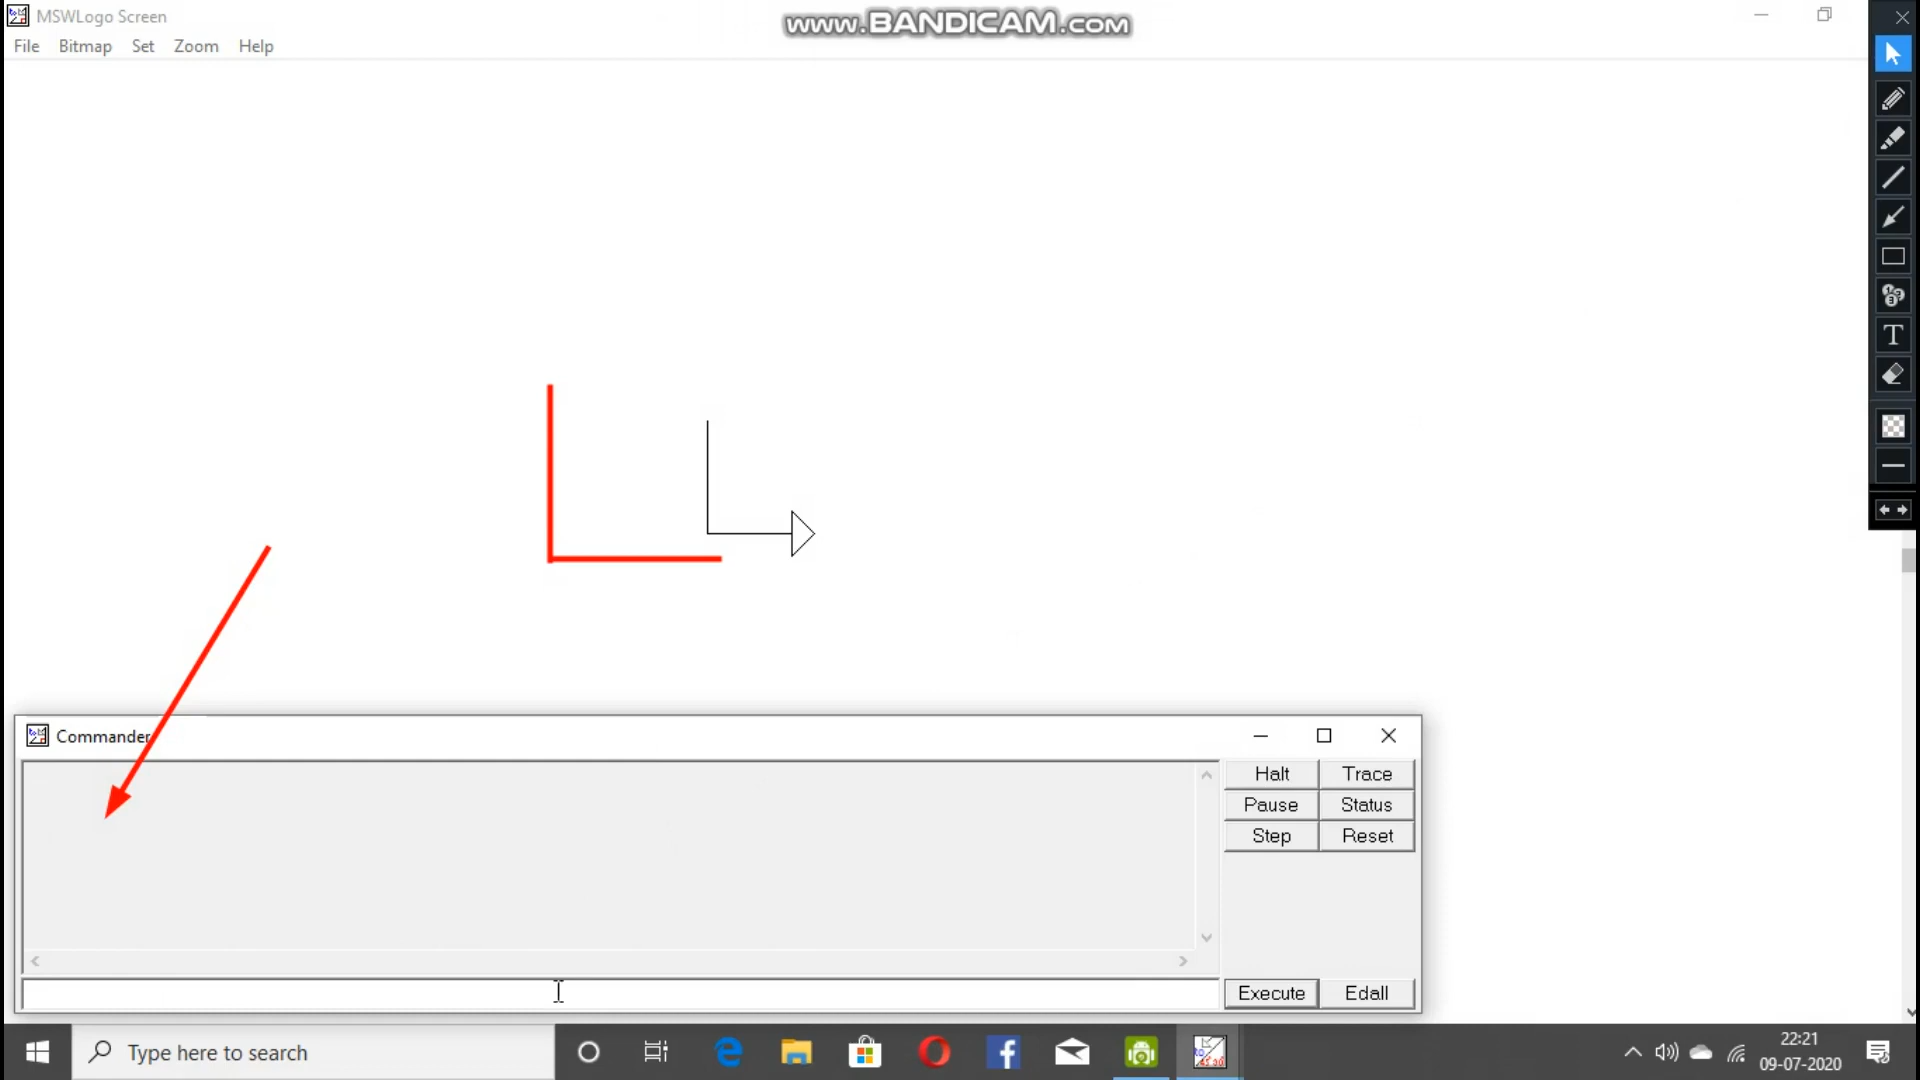 MSWLogo Screen
www.BANDICAM.com
File Bitmap Set Zoom Help
T
Commander
Halt Trace
Pause Status
Step Reset
Execute Edall
Type here to search
22:21
09-07-2020